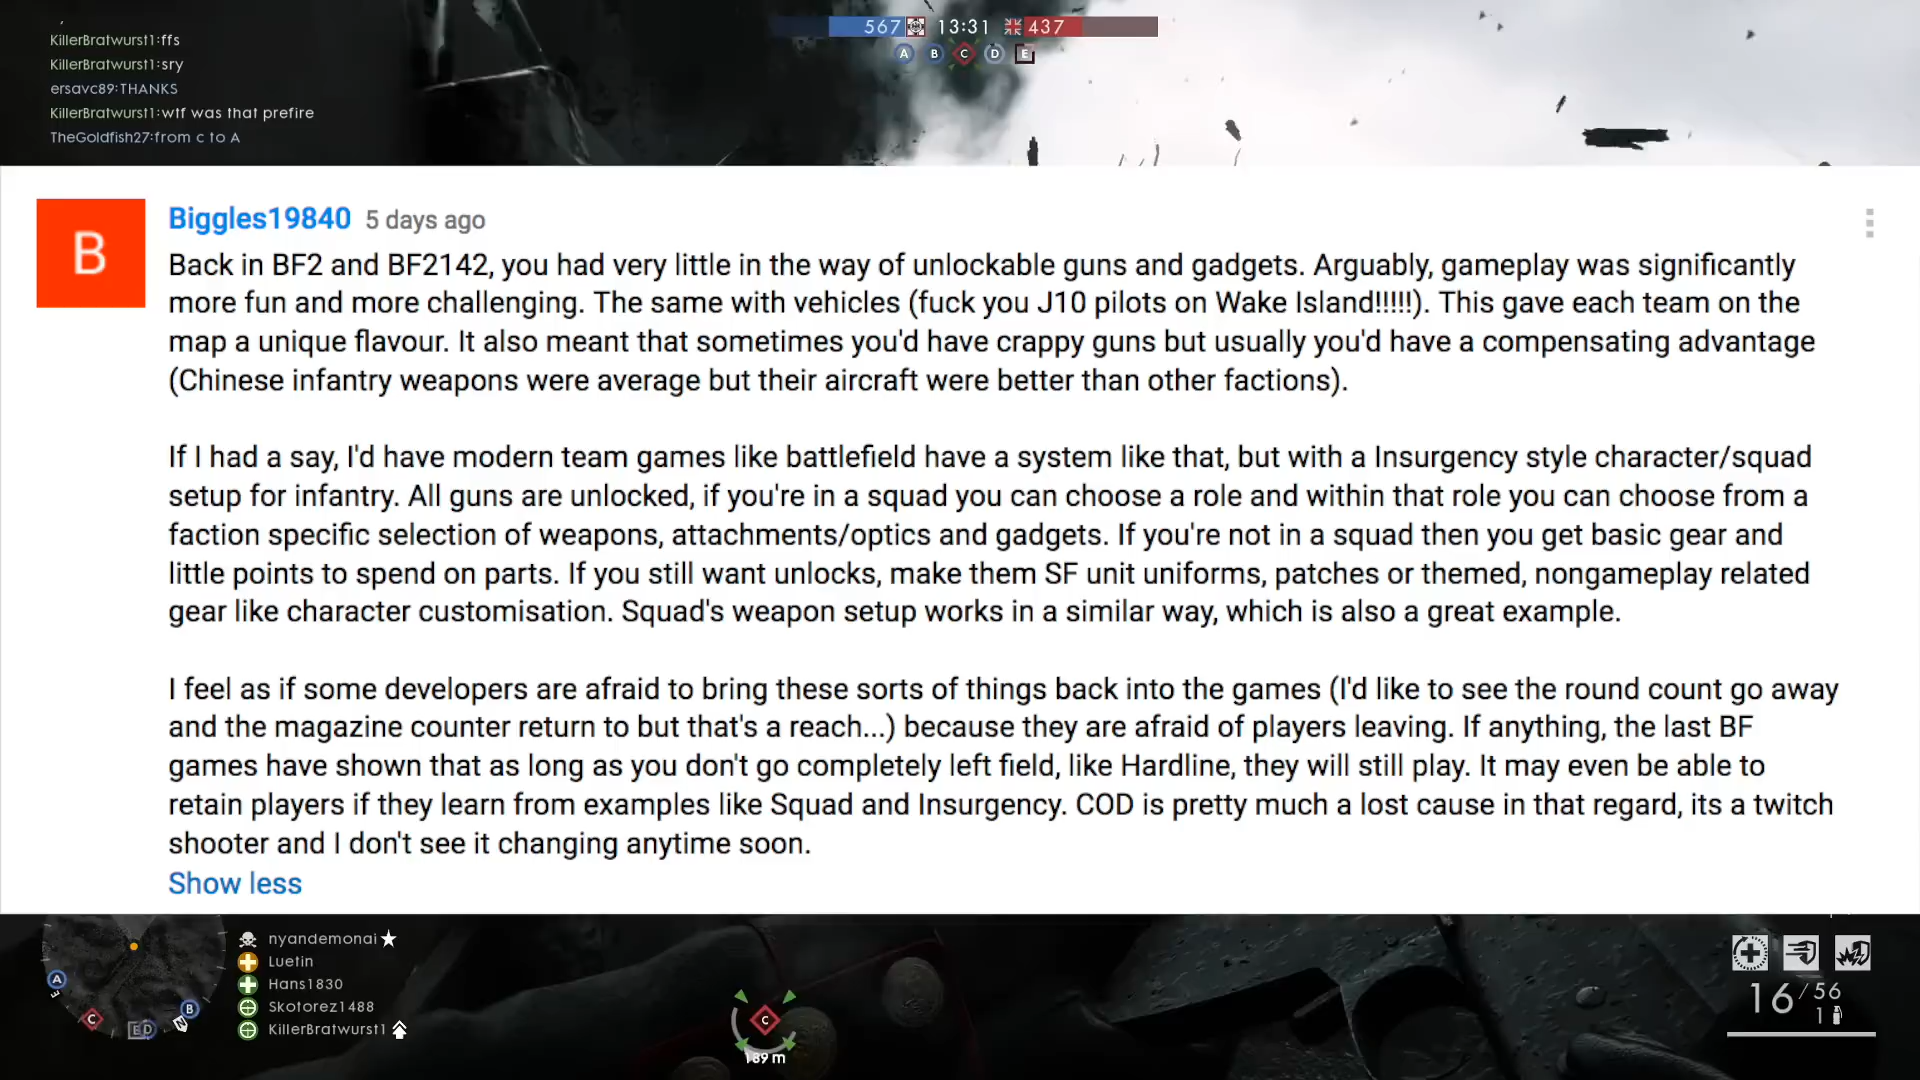 KillerBratwurst1:ffs
KillerBratwurst1:sry
ersavc89:THANKS
KillerBratwurst1:wtf was that prefire
TheGoldfish27:from c to A
567 13:31 437
A B C D E
B
Biggles19840 5 days ago
Back in BF2 and BF2142, you had very little in the way of unlockable guns and gadgets. Arguably, gameplay was significantly
more fun and more challenging. The same with vehicles (fuck you J10 pilots on Wake Island!!!!!). This gave each team on the
map a unique flavour. It also meant that sometimes you'd have crappy guns but usually you'd have a compensating advantage
(Chinese infantry weapons were average but their aircraft were better than other factions).
If I had a say, I'd have modern team games like battlefield have a system like that, but with a Insurgency style character/squad
setup for infantry. All guns are unlocked, if you're in a squad you can choose a role and within that role you can choose from a
faction specific selection of weapons, attachments/optics and gadgets. If you're not in a squad then you get basic gear and
little points to spend on parts. If you still want unlocks, make them SF unit uniforms, patches or themed, nongameplay related
gear like character customisation. Squad's weapon setup works in a similar way, which is also a great example.
I feel as if some developers are afraid to bring these sorts of things back into the games (I'd like to see the round count go away
and the magazine counter return to but that's a reach...) because they are afraid of players leaving. If anything, the last BF
games have shown that as long as you don't go completely left field, like Hardline, they will still play. It may even be able to
retain players if they learn from examples like Squad and Insurgency. COD is pretty much a lost cause in that regard, its a twitch
shooter and I don't see it changing anytime soon.
Show less
nyandemonai
Luetin
Hans1830
Skotorez1488
KillerBratwurst1
A
E
C
E D
B
N
C
189 m
16/56
1